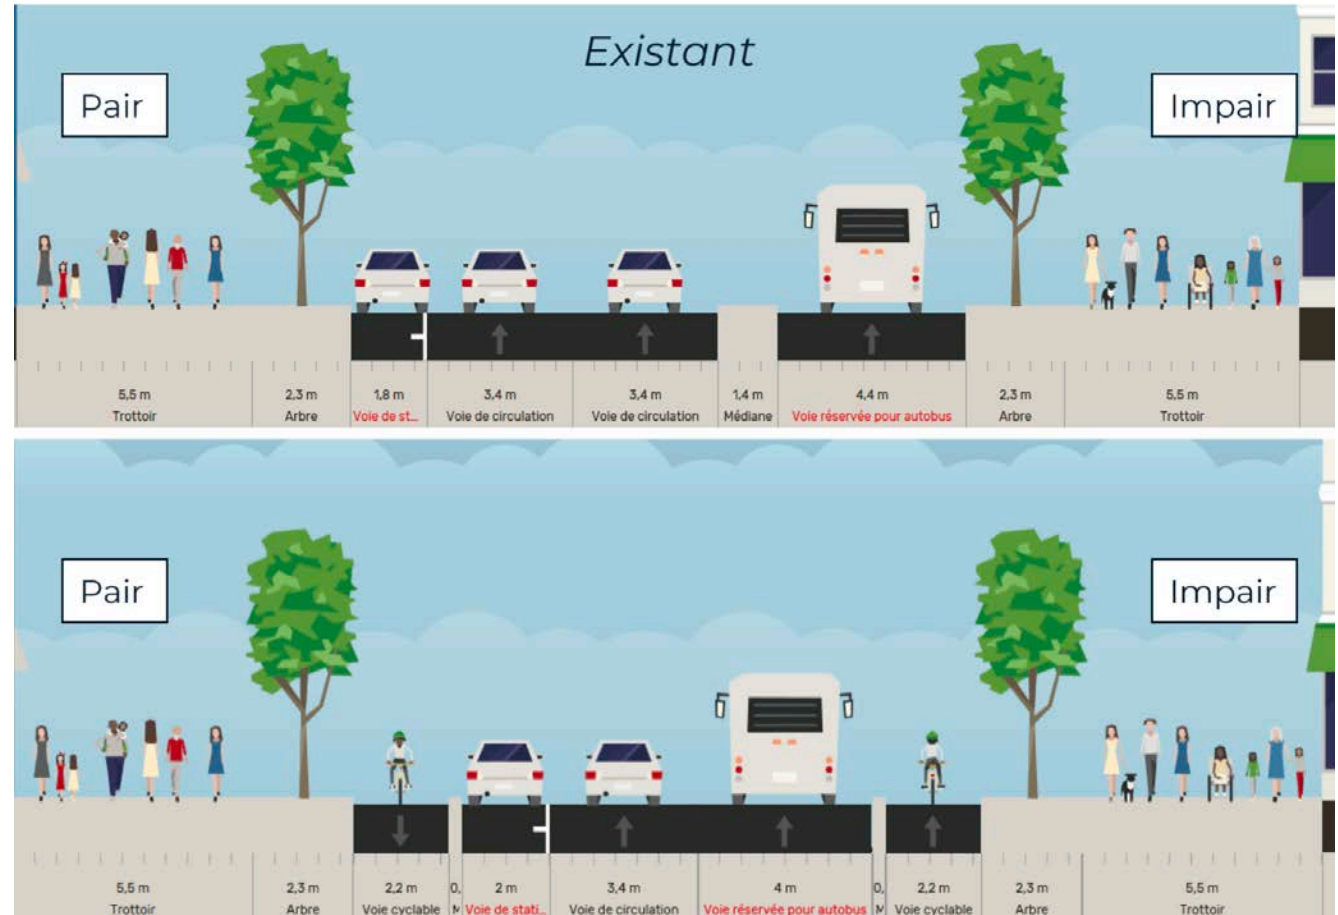 Existant
Pair
Impair
5,5 m
2,3 m
1,8 m
3,4 m
3,4 m
1,4 m
4,4 m
2,3 m
5,5 m
Trottoir
Arbre
Voie de st...
Voie de circulation
Voie de circulation
Médiane
Voie réservée pour autobus
Arbre
Trottoir
Pair
Impair
5,5 m
2,3 m
2,2 m
0,
2 m
3,4 m
4 m
0,
2,2 m
2,3 m
5,5 m
Trottoir
Arbre
Voie cyclable
M
Voie de stati...
Voie de circulation
Voie réservée pour autobus
M
Voie cyclable
Arbre
Trottoir